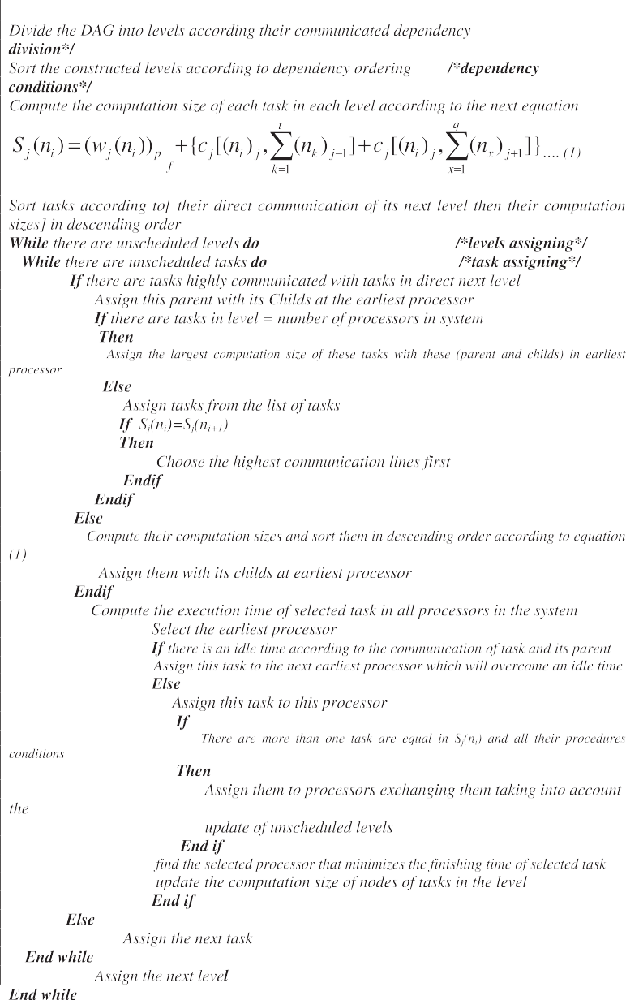 Divide the DAG into levels according their communicated dependency
division*/
Sort the constructed levels according to dependency ordering /*dependency
conditions*/
Compute the computation size of each task in each level according to the next equation
S_j(n_i) = (w_j(n_i))_{p_f} + {c_j[(n_i)_j, \sum_{k=1}^{t}(n_k)_{j-1}] + c_j[(n_i)_j, \sum_{x=1}^{q}(n_x)_{j+1}]} .... (1)
Sort tasks according to[ their direct communication of its next level then their computation
sizes] in descending order
While there are unscheduled levels do /*levels assigning*/
While there are unscheduled tasks do /*task assigning*/
If there are tasks highly communicated with tasks in direct next level
Assign this parent with its Childs at the earliest processor
If there are tasks in level = number of processors in system
Then
Assign the largest computation size of these tasks with these (parent and childs) in earliest
processor
Else
Assign tasks from the list of tasks
If S_j(n_i)=S_j(n_{i+1})
Then
Choose the highest communication lines first
Endif
Endif
Else
Compute their computation sizes and sort them in descending order according to equation
(1)
Assign them with its childs at earliest processor
Endif
Compute the execution time of selected task in all processors in the system
Select the earliest processor
If there is an idle time according to the communication of task and its parent
Assign this task to the next earliest processor which will overcome an idle time
Else
Assign this task to this processor
If
There are more than one task are equal in S_j(n_i) and all their procedures
conditions
Then
Assign them to processors exchanging them taking into account
the
update of unscheduled levels
End if
find the selected processor that minimizes the finishing time of selected task
update the computation size of nodes of tasks in the level
End if
Else
Assign the next task
End while
Assign the next level
End while